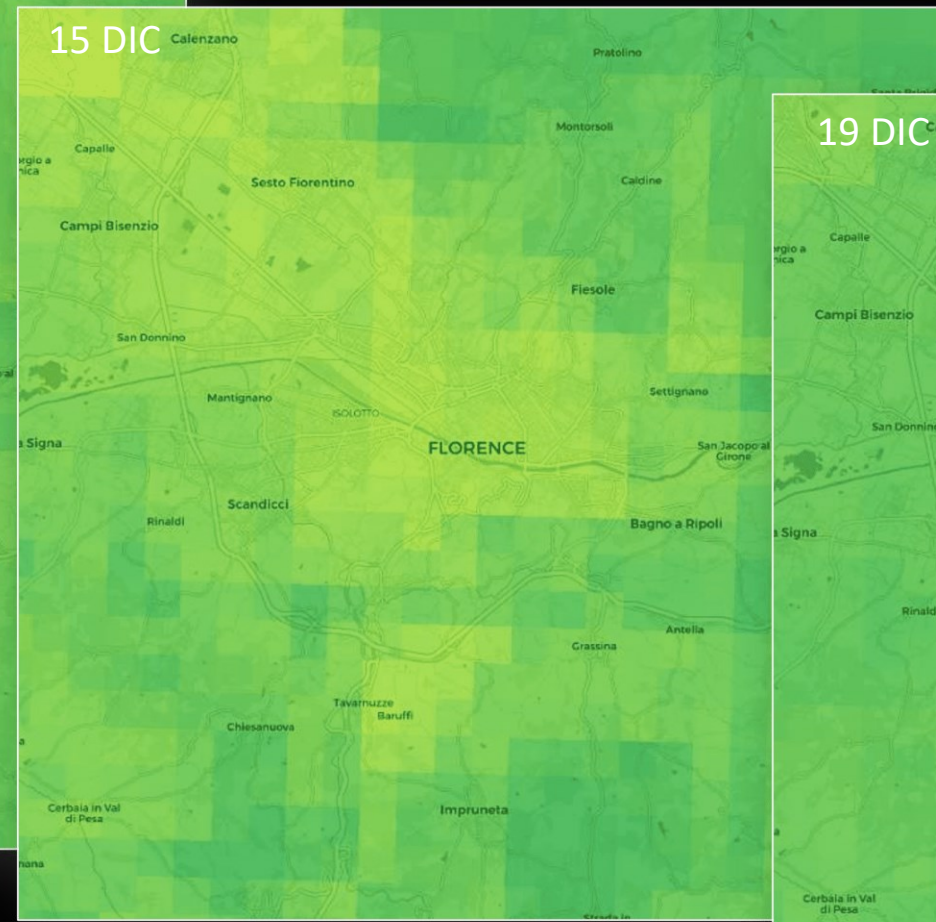 15 DIC
Calenzano
Pratolino
Montorsoli
Capalle
Sesto Fiorentino
Caldine
Campi Bisenzio
Fiesole
San Donnino
Mantignano
ISOLOTTO
Settignano
a Signa
FLORENCE
San Jacopo al
Girone
Scandicci
Rinaldi
Bagno a Ripoli
Antella
Grassina
Tavarnuzze
Baruffi
Chiesanuova
Cerbaia in Val
di Pesa
Impruneta
19 DIC
Capalle
Campi Bisenzio
San Donnino
a Signa
Rinald
Cerbaia in Val
di Pesa